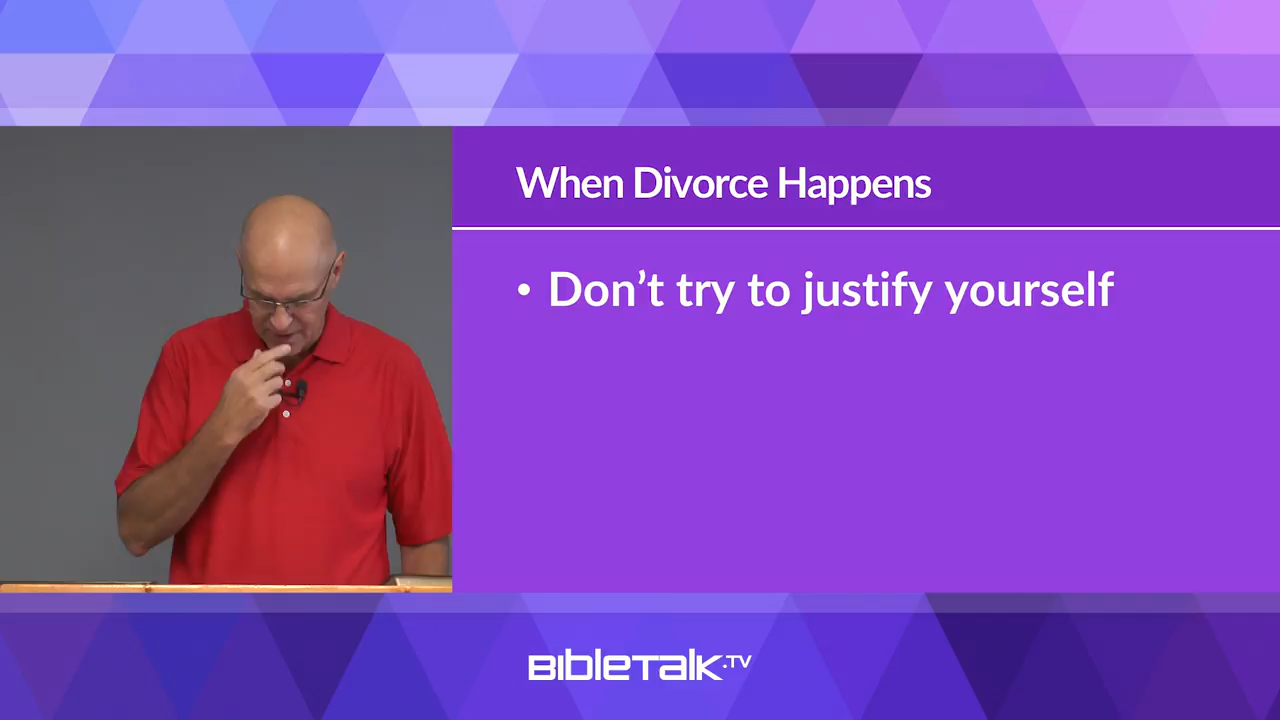 When Divorce Happens
• Don't try to justify yourself
BIBLETALK.TV